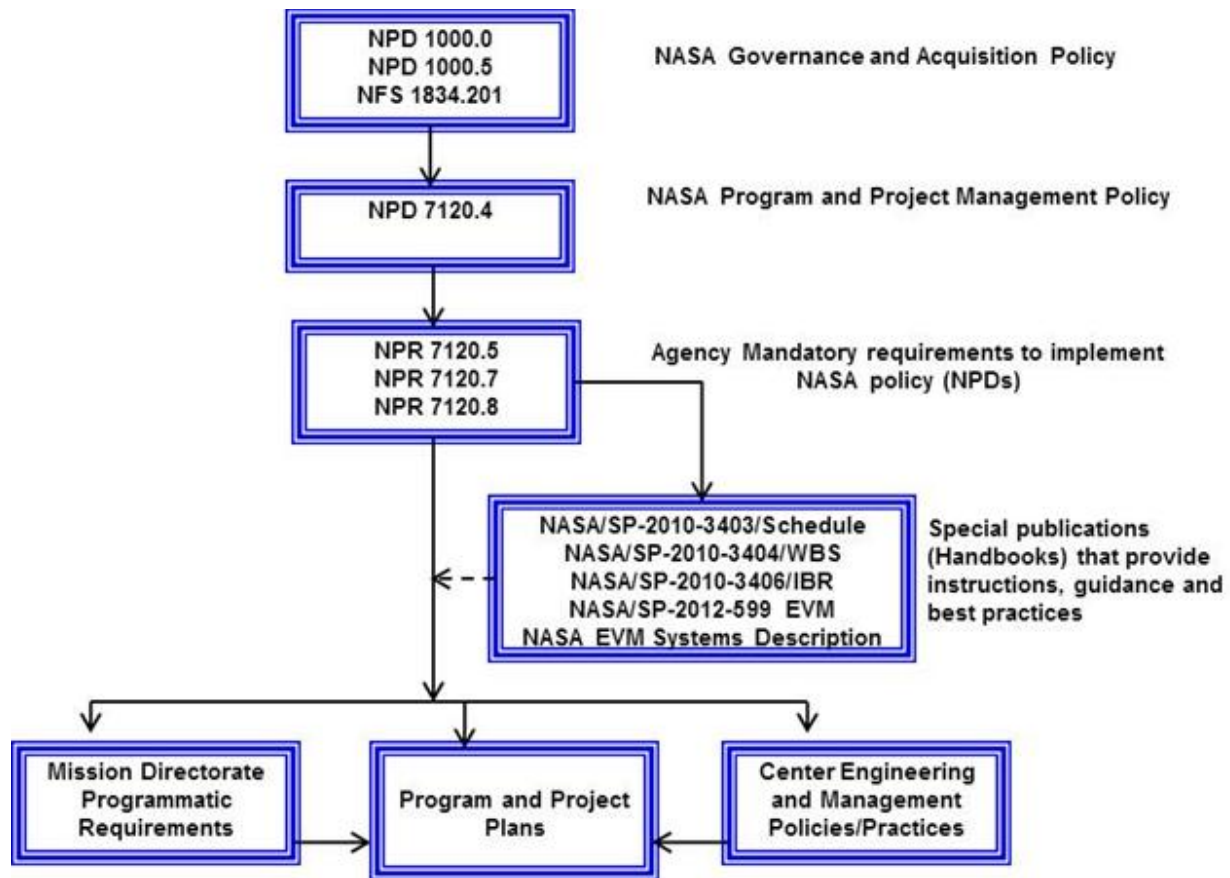 NPD 1000.0
NPD 1000.5
NFS 1834.201
NASA Governance and Acquisition Policy
NPD 7120.4
NASA Program and Project Management Policy
NPR 7120.5
NPR 7120.7
NPR 7120.8
Agency Mandatory requirements to implement
NASA policy (NPDs)
NASA/SP-2010-3403/Schedule
NASA/SP-2010-3404/WBS
NASA/SP-2010-3406/IBR
NASA/SP-2012-599 EVM
NASA EVM Systems Description
Special publications
(Handbooks) that provide
instructions, guidance and
best practices
Mission Directorate
Programmatic
Requirements
Program and Project
Plans
Center Engineering
and Management
Policies/Practices